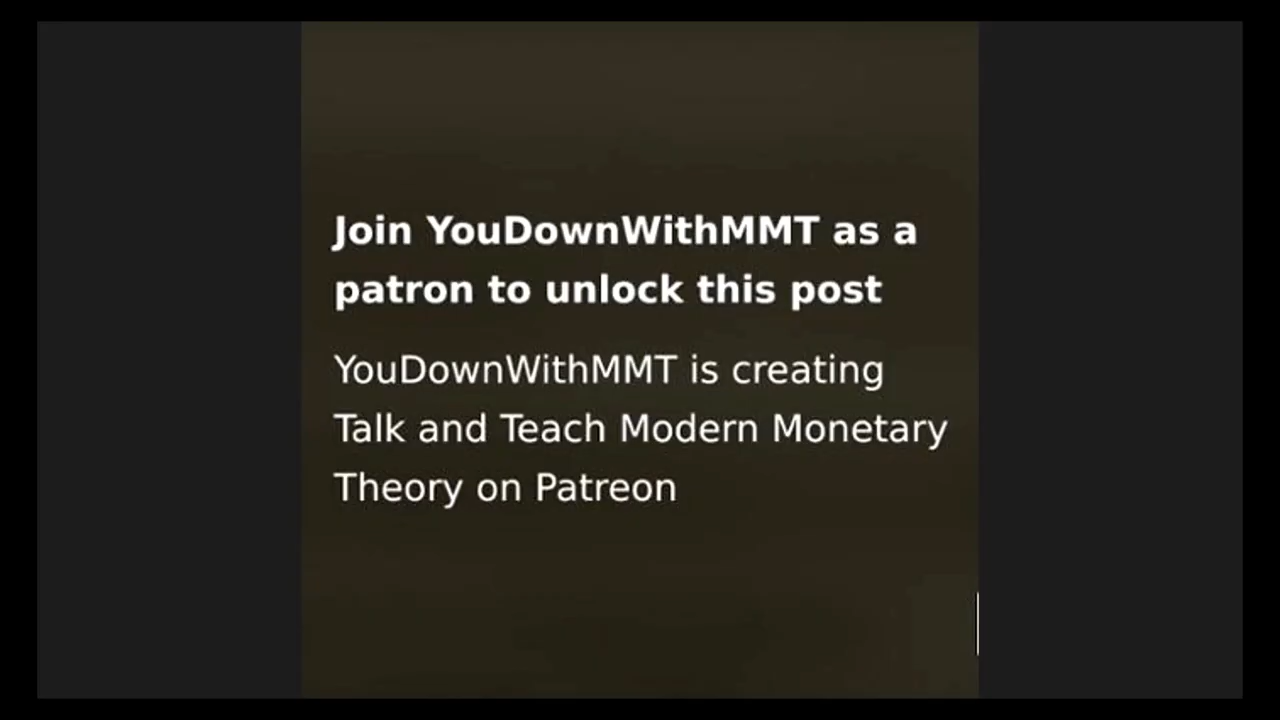 Join YouDownWithMMT as a
patron to unlock this post
YouDownWithMMT is creating
Talk and Teach Modern Monetary
Theory on Patreon